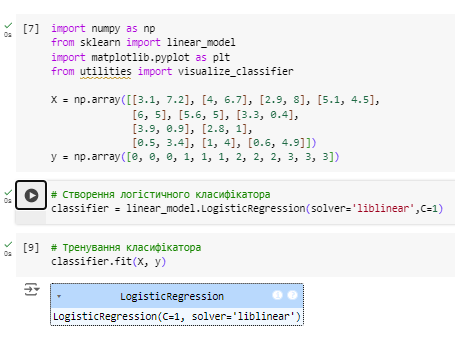 [7] import numpy as np
from sklearn import linear_model
import matplotlib.pyplot as plt
from utilities import visualize_classifier
X = np.array([[3.1, 7.2], [4, 6.7], [2.9, 8], [5.1, 4.5],
[6, 5], [5.6, 5], [3.3, 0.4],
[3.9, 0.9], [2.8, 1],
[0.5, 3.4], [1, 4], [0.6, 4.9]])
y = np.array([0, 0, 0, 1, 1, 1, 2, 2, 2, 3, 3, 3])
0s
# Створення логістичного класифікатора
classifier = linear_model.LogisticRegression(solver='liblinear',C=1)
0s
[9] # Тренування класифікатора
classifier.fit(X, y)
0s
LogisticRegression
LogisticRegression(C=1, solver='liblinear')